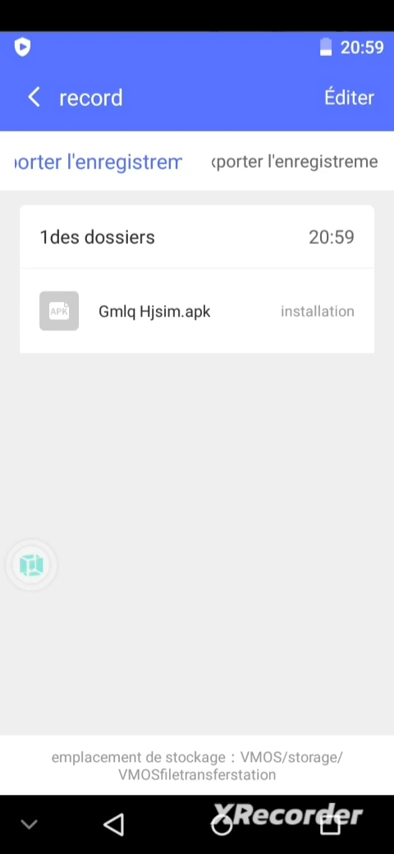 20:59
record
Éditer
porter l'enregistrem
xporter l'enregistreme
1des dossiers
20:59
APK
Gmlq Hjsim.apk
installation
emplacement de stockage : VMOS/storage/
VMOSfiletransferstation
XRecorder